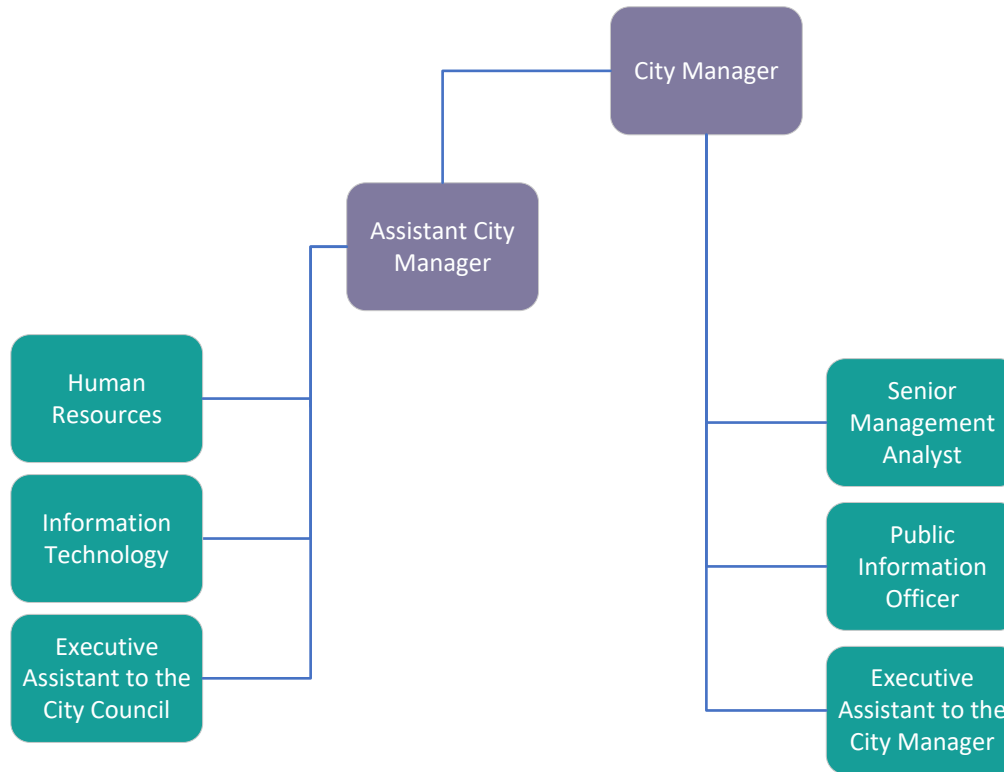 City Manager
Assistant City
Manager
Human
Resources
Information
Technology
Executive
Assistant to the
City Council
Senior
Management
Analyst
Public
Information
Officer
Executive
Assistant to the
City Manager